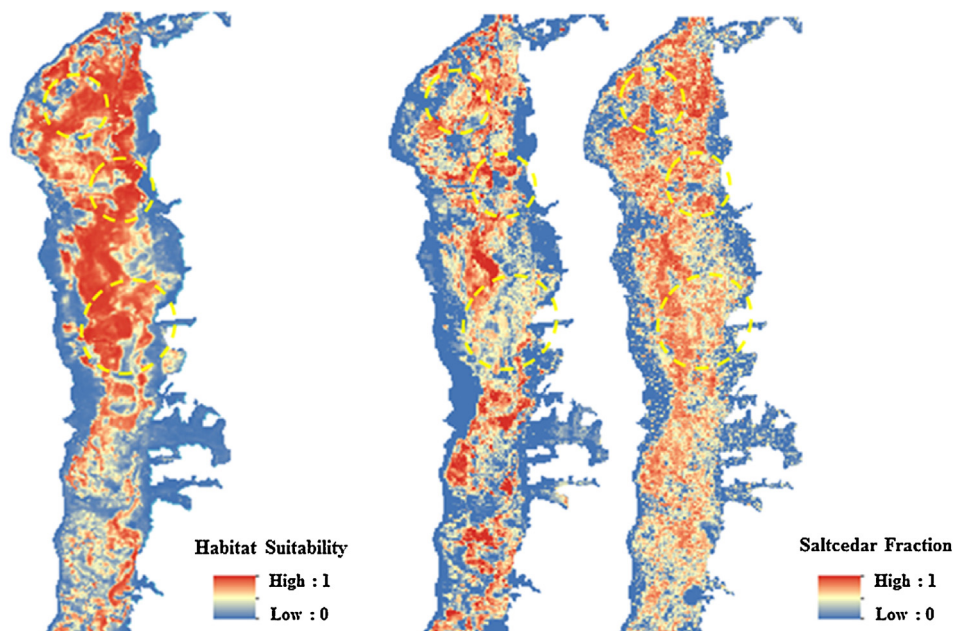 Habitat Suitability
High : 1
Low : 0
Saltcedar Fraction
High : 1
Low : 0